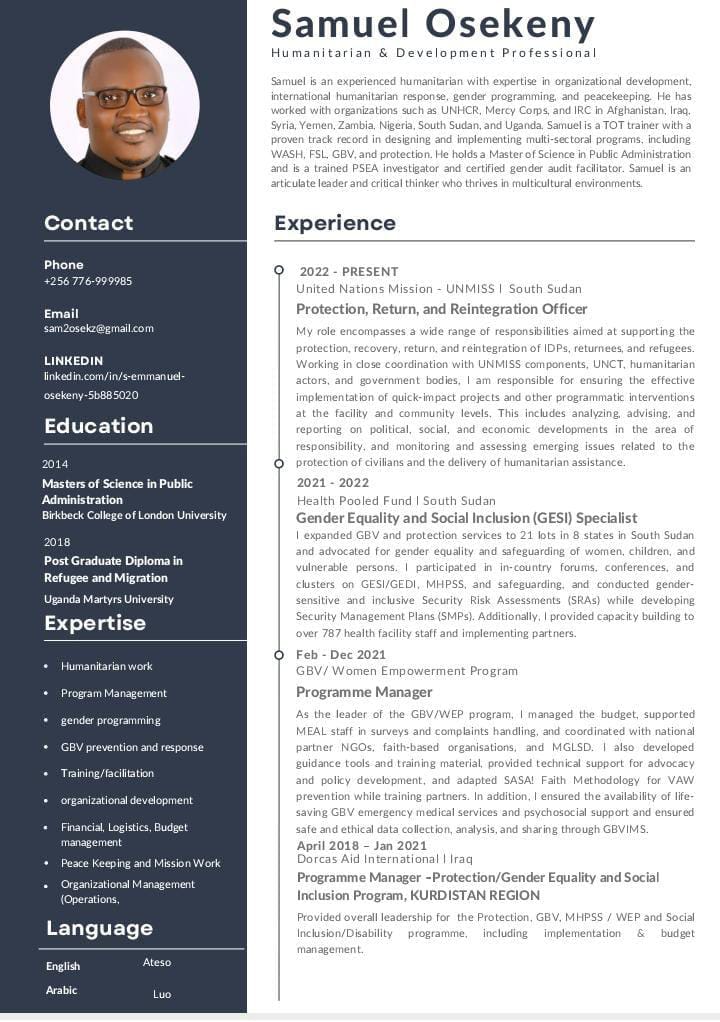 Samuel Osekeny
Humanitarian & Development Professional
Samuel is an experienced humanitarian with expertise in organizational development,
international humanitarian response, gender programming, and peacekeeping. He has
worked with organizations such as UNHCR, Mercy Corps, and IRC in Afghanistan, Iraq,
Syria, Yemen, Zambia, Nigeria, South Sudan, and Uganda. Samuel is a TOT trainer with a
proven track record in designing and implementing multi-sectoral programs, including
WASH, FSL, GBV, and protection. He holds a Master of Science in Public Administration
and is a trained PSEA investigator and certified gender audit facilitator. Samuel is an
articulate leader and critical thinker who thrives in multicultural environments.
Contact
Phone
+256 776-999985
Email
sam2osekz@gmail.com
LINKEDIN
linkedin.com/in/s-emmanuel-
osekeny-5b885020
Education
2014
Masters of Science in Public
Administration
Birkbeck College of London University
2018
Post Graduate Diploma in
Refugee and Migration
Uganda Martyrs University
Expertise
• Humanitarian work
• Program Management
• gender programming
• GBV prevention and response
• Training/facilitation
• organizational development
• Financial, Logistics, Budget
management
• Peace Keeping and Mission Work
• Organizational Management
(Operations,
Language
English Ateso
Arabic Luo
Experience
2022 - PRESENT
United Nations Mission - UNMISS l South Sudan
Protection, Return, and Reintegration Officer
My role encompasses a wide range of responsibilities aimed at supporting the
protection, recovery, return, and reintegration of IDPs, returnees, and refugees.
Working in close coordination with UNMISS components, UNCT, humanitarian
actors, and government bodies, I am responsible for ensuring the effective
implementation of quick-impact projects and other programmatic interventions
at the facility and community levels. This includes analyzing, advising, and
reporting on political, social, and economic developments in the area of
responsibility, and monitoring and assessing emerging issues related to the
protection of civilians and the delivery of humanitarian assistance.
2021 - 2022
Health Pooled Fund l South Sudan
Gender Equality and Social Inclusion (GESI) Specialist
I expanded GBV and protection services to 21 lots in 8 states in South Sudan
and advocated for gender equality and safeguarding of women, children, and
vulnerable persons. I participated in in-country forums, conferences, and
clusters on GESI/GEDI, MHPSS, and safeguarding, and conducted gender-
sensitive and inclusive Security Risk Assessments (SRAs) while developing
Security Management Plans (SMPs). Additionally, I provided capacity building to
over 787 health facility staff and implementing partners.
Feb - Dec 2021
GBV/ Women Empowerment Program
Programme Manager
As the leader of the GBV/WEP program, I managed the budget, supported
MEAL staff in surveys and complaints handling, and coordinated with national
partner NGOs, faith-based organisations, and MGLSD. I also developed
guidance tools and training material, provided technical support for advocacy
and policy development, and adapted SASA! Faith Methodology for VAW
prevention while training partners. In addition, I ensured the availability of life-
saving GBV emergency medical services and psychosocial support and ensured
safe and ethical data collection, analysis, and sharing through GBVIMS.
April 2018 – Jan 2021
Dorcas Aid International l Iraq
Programme Manager -Protection/Gender Equality and Social
Inclusion Program, KURDISTAN REGION
Provided overall leadership for the Protection, GBV, MHPSS / WEP and Social
Inclusion/Disability programme, including implementation & budget
management.